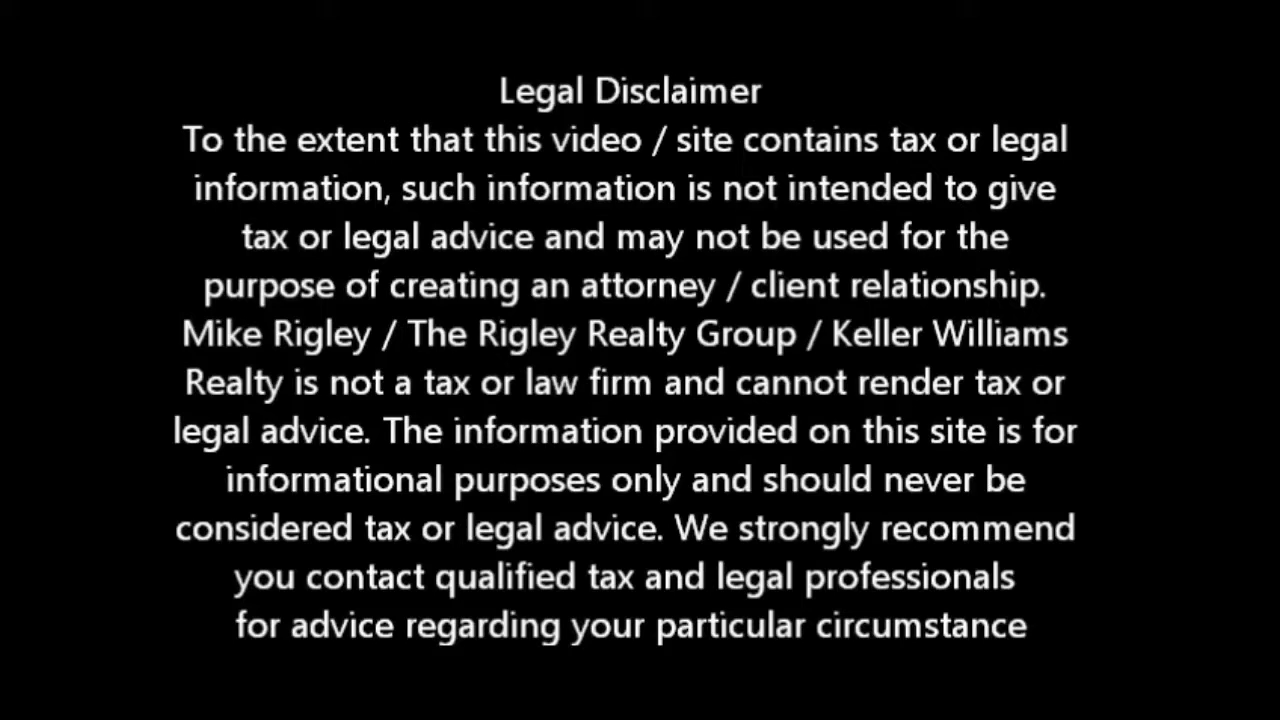 Legal Disclaimer
To the extent that this video / site contains tax or legal
information, such information is not intended to give
tax or legal advice and may not be used for the
purpose of creating an attorney / client relationship.
Mike Rigley / The Rigley Realty Group / Keller Williams
Realty is not a tax or law firm and cannot render tax or
legal advice. The information provided on this site is for
informational purposes only and should never be
considered tax or legal advice. We strongly recommend
you contact qualified tax and legal professionals
for advice regarding your particular circumstance